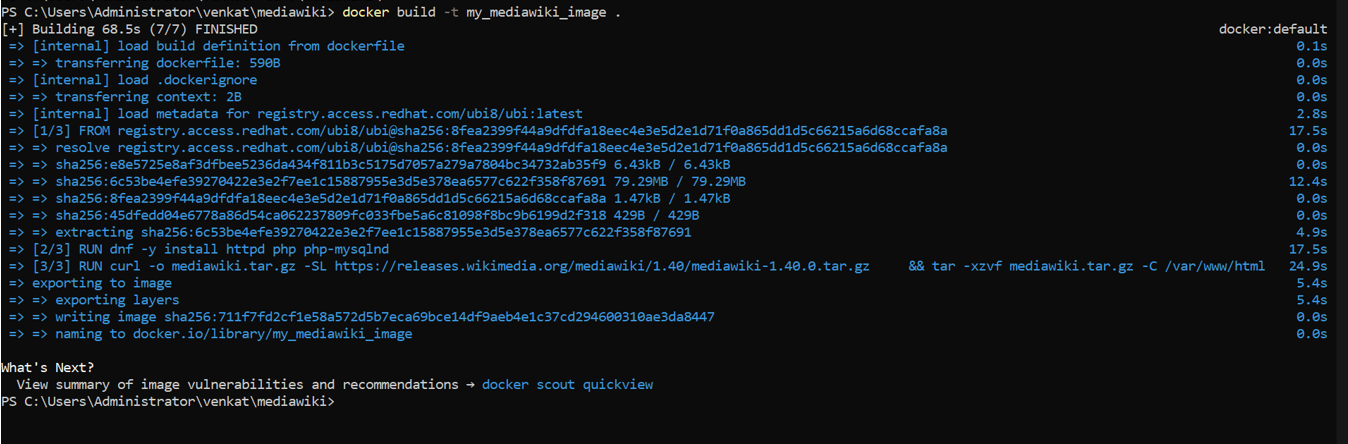 PS C:\Users\Administrator\venkat\mediawiki> docker build -t my_mediawiki_image .
[+] Building 68.5s (7/7) FINISHED docker:default
=> [internal] load build definition from dockerfile 0.1s
=> => transferring dockerfile: 590B 0.0s
=> [internal] load .dockerignore 0.0s
=> => transferring context: 2B 0.0s
=> [internal] load metadata for registry.access.redhat.com/ubi8/ubi:latest 2.8s
=> [1/3] FROM registry.access.redhat.com/ubi8/ubi@sha256:8fea2399f44a9dfdfa18eec4e3e5d2e1d71f0a865dd1d5c66215a6d68ccafa8a 17.5s
=> => resolve registry.access.redhat.com/ubi8/ubi@sha256:8fea2399f44a9dfdfa18eec4e3e5d2e1d71f0a865dd1d5c66215a6d68ccafa8a 0.0s
=> => sha256:e8e5725e8af3dfbee5236da434f811b3c5175d7057a279a7804bc34732ab35f9 6.43kB / 6.43kB 0.0s
=> => sha256:6c53be4efe39270422e3e2f7ee1c15887955e3d5e378ea6577c622f358f87691 79.29MB / 79.29MB 12.4s
=> => sha256:8fea2399f44a9dfdfa18eec4e3e5d2e1d71f0a865dd1d5c66215a6d68ccafa8a 1.47kB / 1.47kB 0.0s
=> => sha256:45dfedd04e6778a86d54ca062237809fc033fbe5a6c81098f8bc9b6199d2f318 429B / 429B 0.0s
=> => extracting sha256:6c53be4efe39270422e3e2f7ee1c15887955e3d5e378ea6577c622f358f87691 4.9s
=> [2/3] RUN dnf -y install httpd php php-mysqlnd 17.5s
=> [3/3] RUN curl -o mediawiki.tar.gz -SL https://releases.wikimedia.org/mediawiki/1.40/mediawiki-1.40.0.tar.gz && tar -xzvf mediawiki.tar.gz -C /var/www/html 24.9s
=> exporting to image 5.4s
=> => exporting layers 5.4s
=> => writing image sha256:711f7fd2cf1e58a572d5b7eca69bce14df9aeb4e1c37cd294600310ae3da8447 0.0s
=> => naming to docker.io/library/my_mediawiki_image 0.0s
What's Next?
View summary of image vulnerabilities and recommendations → docker scout quickview
PS C:\Users\Administrator\venkat\mediawiki>